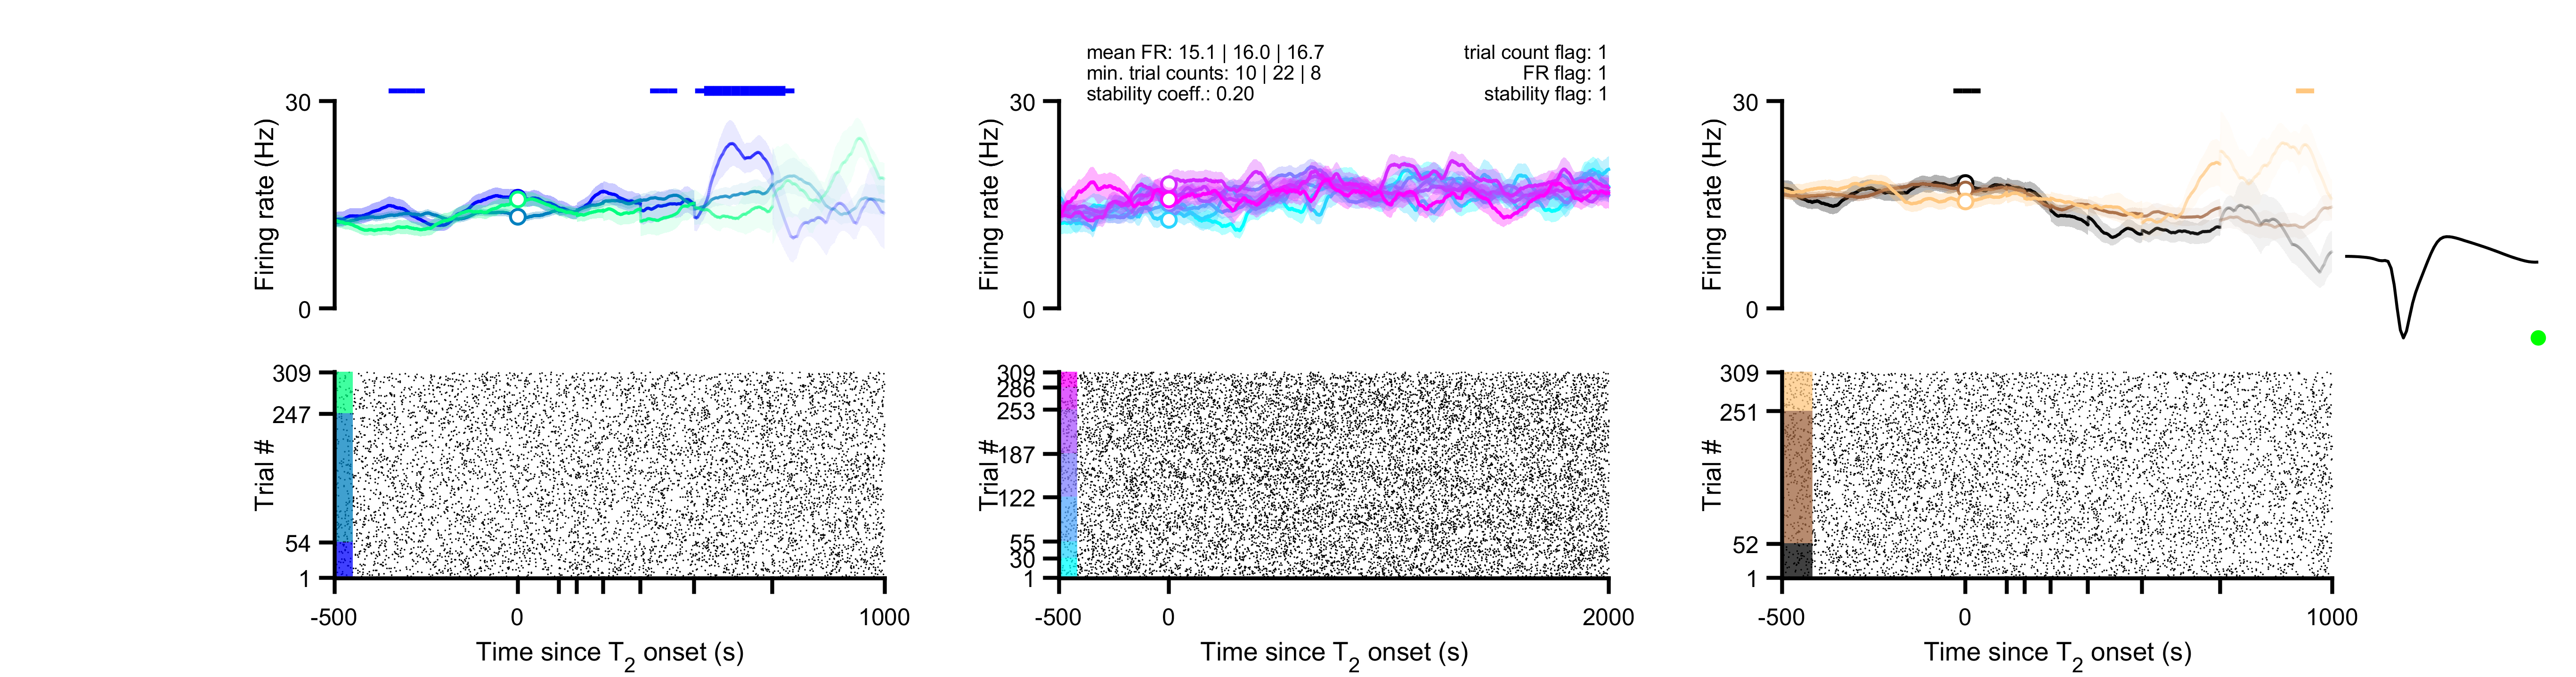 mean FR: 15.1 | 16.0 | 16.7
min. trial counts: 10 | 22 | 8
stability coeff.: 0.20
trial count flag: 1
FR flag: 1
stability flag: 1
30
Firing rate (Hz)
0
30
Firing rate (Hz)
0
30
Firing rate (Hz)
0
309
247
Trial #
54
1
-500
0
1000
Time since T2 onset (s)
309
286
253
187
Trial #
122
55
30
1
-500
0
2000
Time since T2 onset (s)
309
251
Trial #
52
1
-500
0
1000
Time since T2 onset (s)